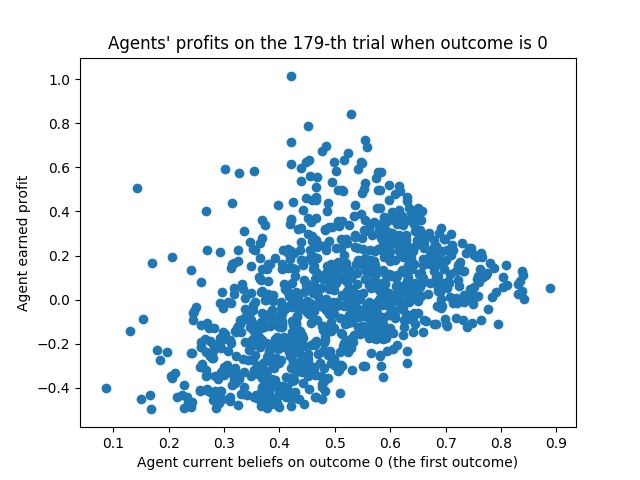 Agents' profits on the 179-th trial when outcome is 0
1.0
0.8
0.6
0.4
0.2
0.0
−0.2
−0.4
Agent earned profit
0.1 0.2 0.3 0.4 0.5 0.6 0.7 0.8 0.9
Agent current beliefs on outcome 0 (the first outcome)